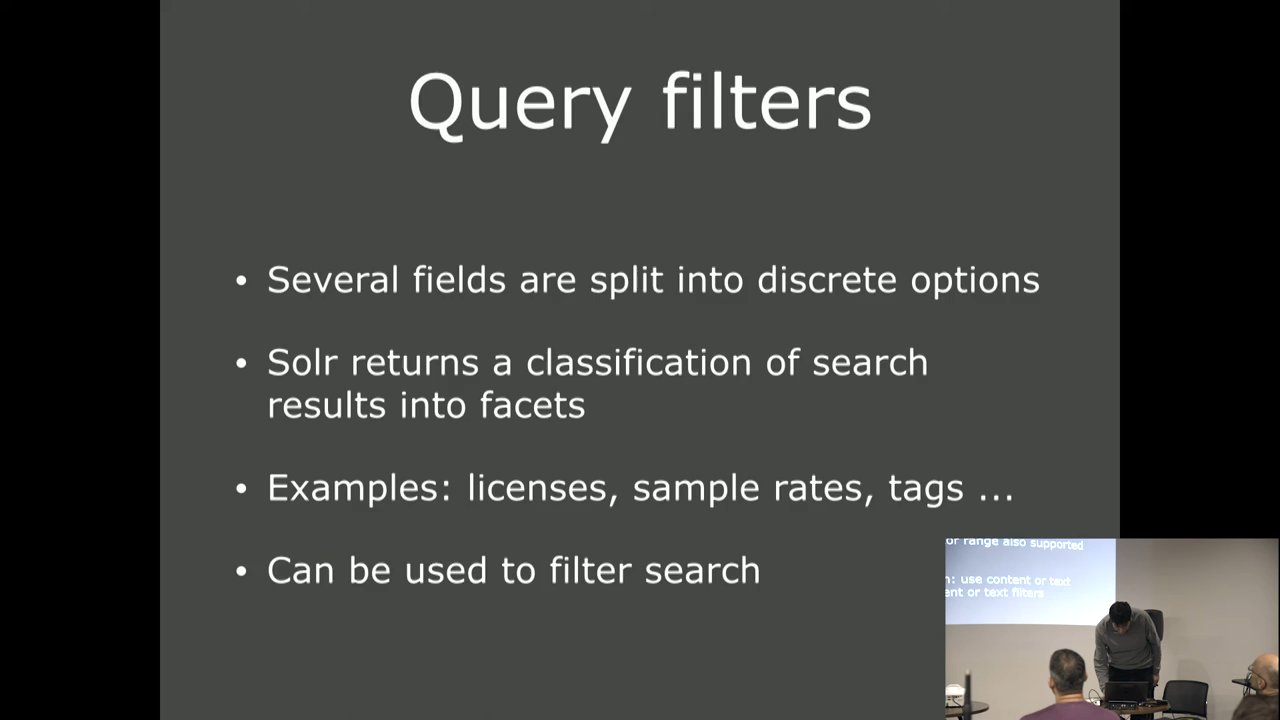 Query filters
• Several fields are split into discrete options
• Solr returns a classification of search
results into facets
• Examples: licenses, sample rates, tags ...
• Can be used to filter search
or range also supported
: use content or text
or text filters